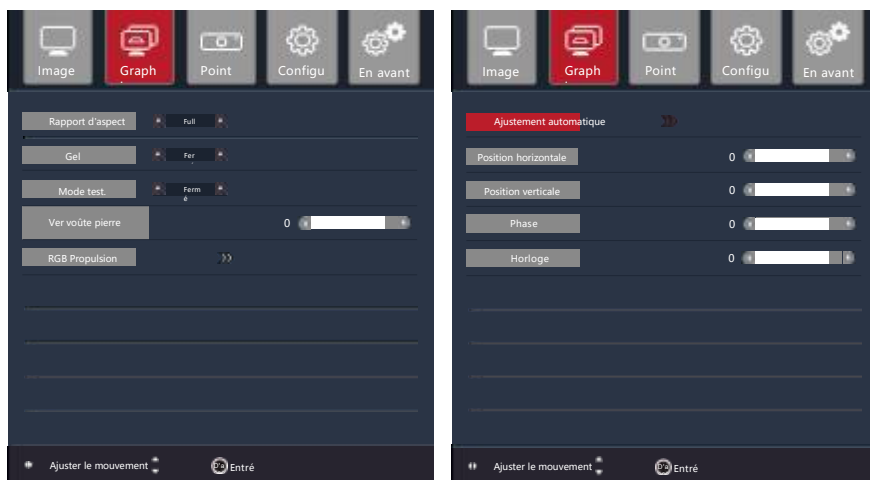 Image Graph Point Configu En avant
Rapport d'aspect Full
Gel Fer
Mode test. Ferm
é
Ver voûte pierre 0
RGB Propulsion
Ajuster le mouvement D'a Entré
Image Graph Point Configu En avant
Ajustement automatique
Position horizontale 0
Position verticale 0
Phase 0
Horloge 0
Ajuster le mouvement D'a Entré